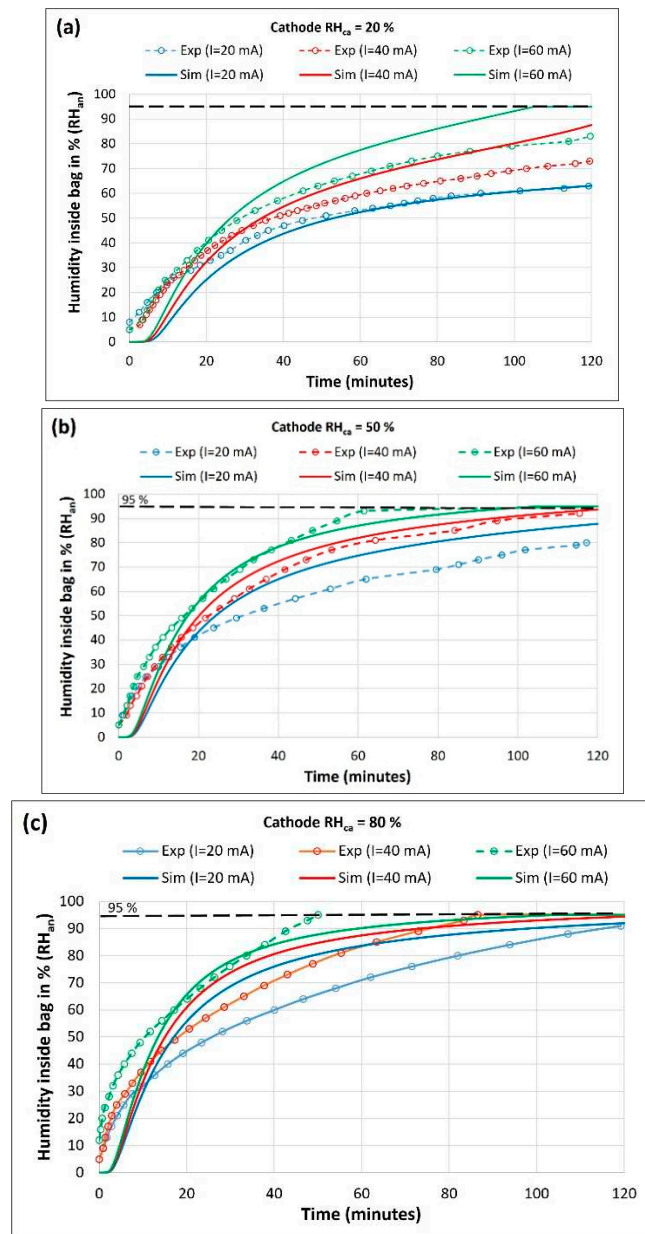 (a)
Cathode RHca = 20 %
Exp (I=20 mA) Exp (I=40 mA) Exp (I=60 mA)
Sim (I=20 mA) Sim (I=40 mA) Sim (I=60 mA)
Humidity inside bag in % (RHan)
100
90
80
70
60
50
40
30
20
10
0
0 20 40 60 80 100 120
Time (minutes)
(b)
Cathode RHca = 50 %
Exp (I=20 mA) Exp (I=40 mA) Exp (I=60 mA)
Sim (I=20 mA) Sim (I=40 mA) Sim (I=60 mA)
Humidity inside bag in % (RHan)
100
95 %
90
80
70
60
50
40
30
20
10
0
0 20 40 60 80 100 120
Time (minutes)
(c)
Cathode RHca = 80 %
Exp (I=20 mA) Exp (I=40 mA) Exp (I=60 mA)
Sim (I=20 mA) Sim (I=40 mA) Sim (I=60 mA)
Humidity inside bag in % (RHan)
100
95 %
90
80
70
60
50
40
30
20
10
0
0 20 40 60 80 100 120
Time (minutes)